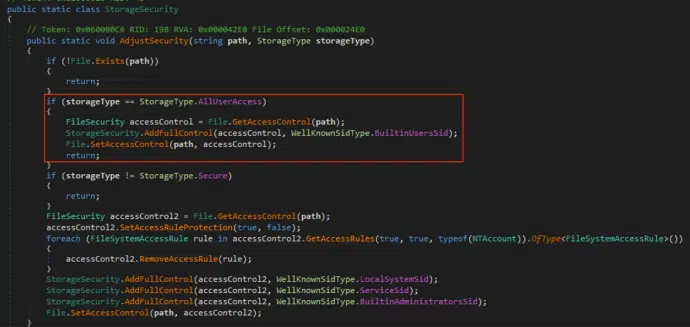 public static class StorageSecurity
{
// Token: 0x060000C6 RID: 198 RVA: 0x000042E0 File Offset: 0x000024E0
public static void AdjustSecurity(string path, StorageType storageType)
{
if (!File.Exists(path))
{
return;
}
if (storageType == StorageType.AllUserAccess)
{
FileSecurity accessControl = File.GetAccessControl(path);
StorageSecurity.AddFullControl(accessControl, WellKnownSidType.BuiltinUsersSid);
File.SetAccessControl(path, accessControl);
return;
}
if (storageType != StorageType.Secure)
{
return;
}
FileSecurity accessControl2 = File.GetAccessControl(path);
accessControl2.SetAccessRuleProtection(true, false);
foreach (FileSystemAccessRule rule in accessControl2.GetAccessRules(true, true, typeof(NTAccount)).OfType<FileSystemAccessRule>())
{
accessControl2.RemoveAccessRule(rule);
}
StorageSecurity.AddFullControl(accessControl2, WellKnownSidType.LocalSystemSid);
StorageSecurity.AddFullControl(accessControl2, WellKnownSidType.ServiceSid);
StorageSecurity.AddFullControl(accessControl2, WellKnownSidType.BuiltinAdministratorsSid);
File.SetAccessControl(path, accessControl2);
}